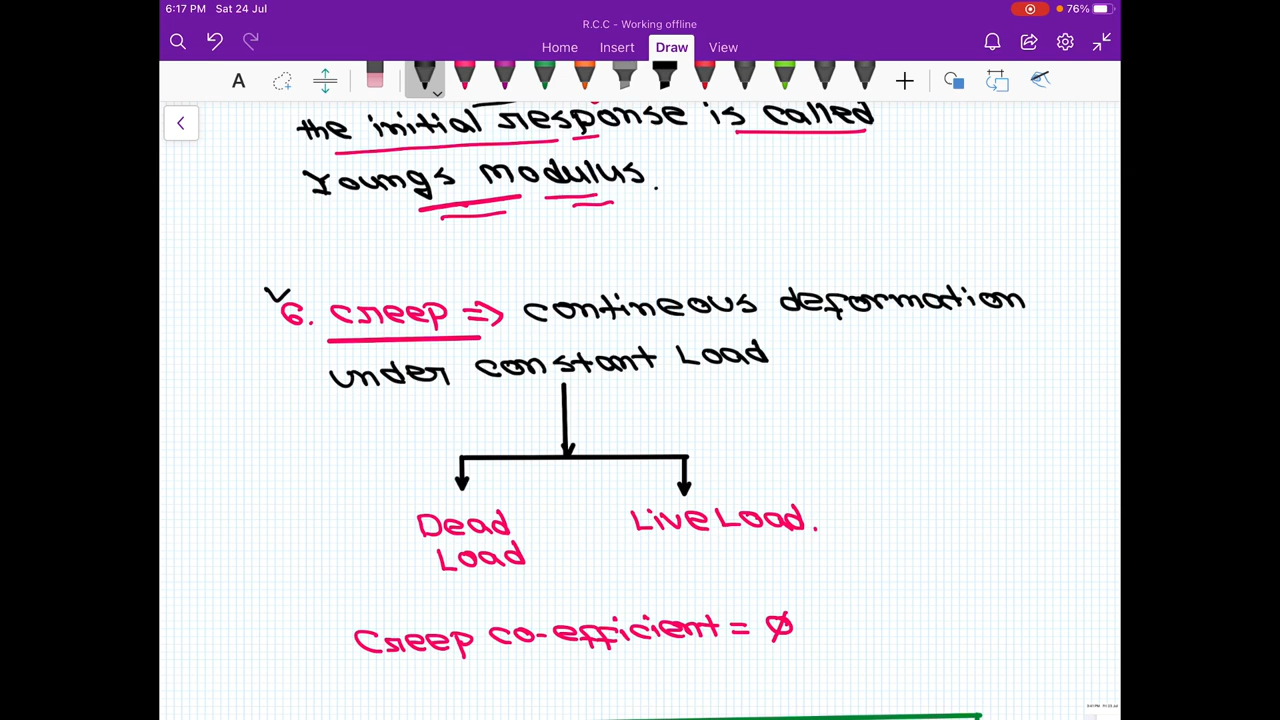 6:17 PM Sat 24 Jul
76%
R.C.C - Working offline
Home Insert Draw View
A
the initial response is called
Youngs modulus.
6. Creep => contineous deformation
under constant Load
Dead Load
Live Load.
Creep co-efficient = Ø